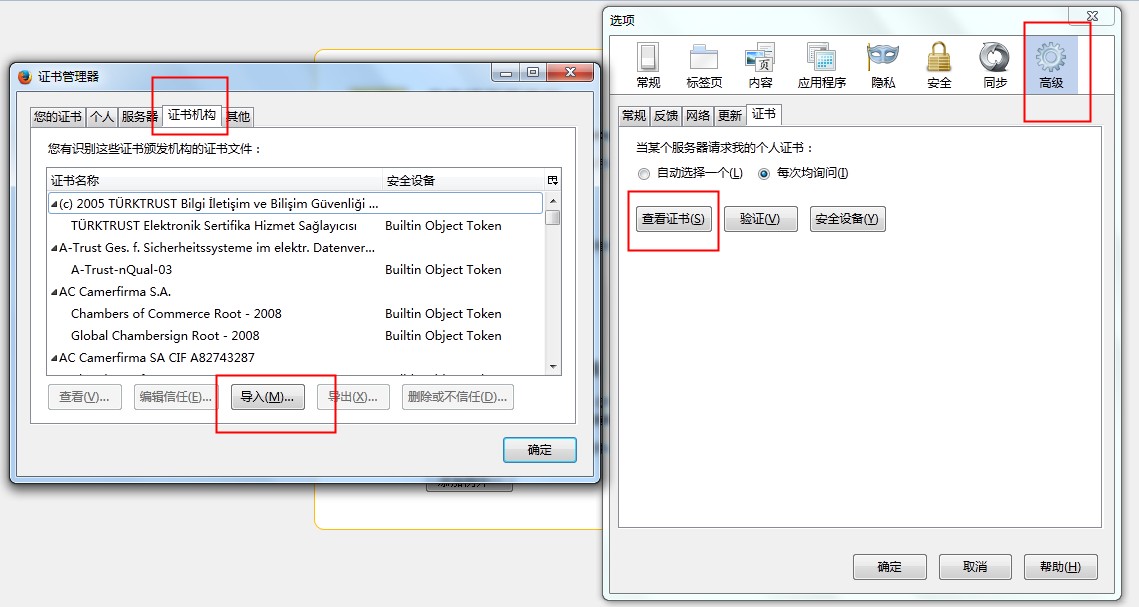 证书管理器
您的证书 个人 服务器 证书机构 其他
您有识别这些证书颁发机构的证书文件：
证书名称 安全设备
(c) 2005 TÜRKTRUST Bilgi İletişim ve Bilişim Güvenliği ...
TÜRKTRUST Elektronik Sertifika Hizmet Sağlayıcısı Builtin Object Token
A-Trust Ges. f. Sicherheitssysteme im elektr. Datenver...
A-Trust-nQual-03 Builtin Object Token
AC Camerfirma S.A.
Chambers of Commerce Root - 2008 Builtin Object Token
Global Chambersign Root - 2008 Builtin Object Token
AC Camerfirma SA CIF A82743287
查看(V)... 编辑信任(E)... 导入(M)... 导出(X)... 删除或不信任(D)...
确定
选项
常规 标签页 内容 应用程序 隐私 安全 同步 高级
常规 反馈 网络 更新 证书
当某个服务器请求我的个人证书：
自动选择一个(L) 每次均询问(I)
查看证书(S) 验证(V) 安全设备(Y)
确定 取消 帮助(H)